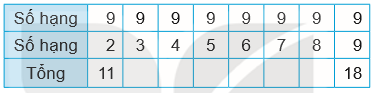 Số hạng 9 9 9 9 9 9 9 9
Số hạng 2 3 4 5 6 7 8 9
Tổng 11 18